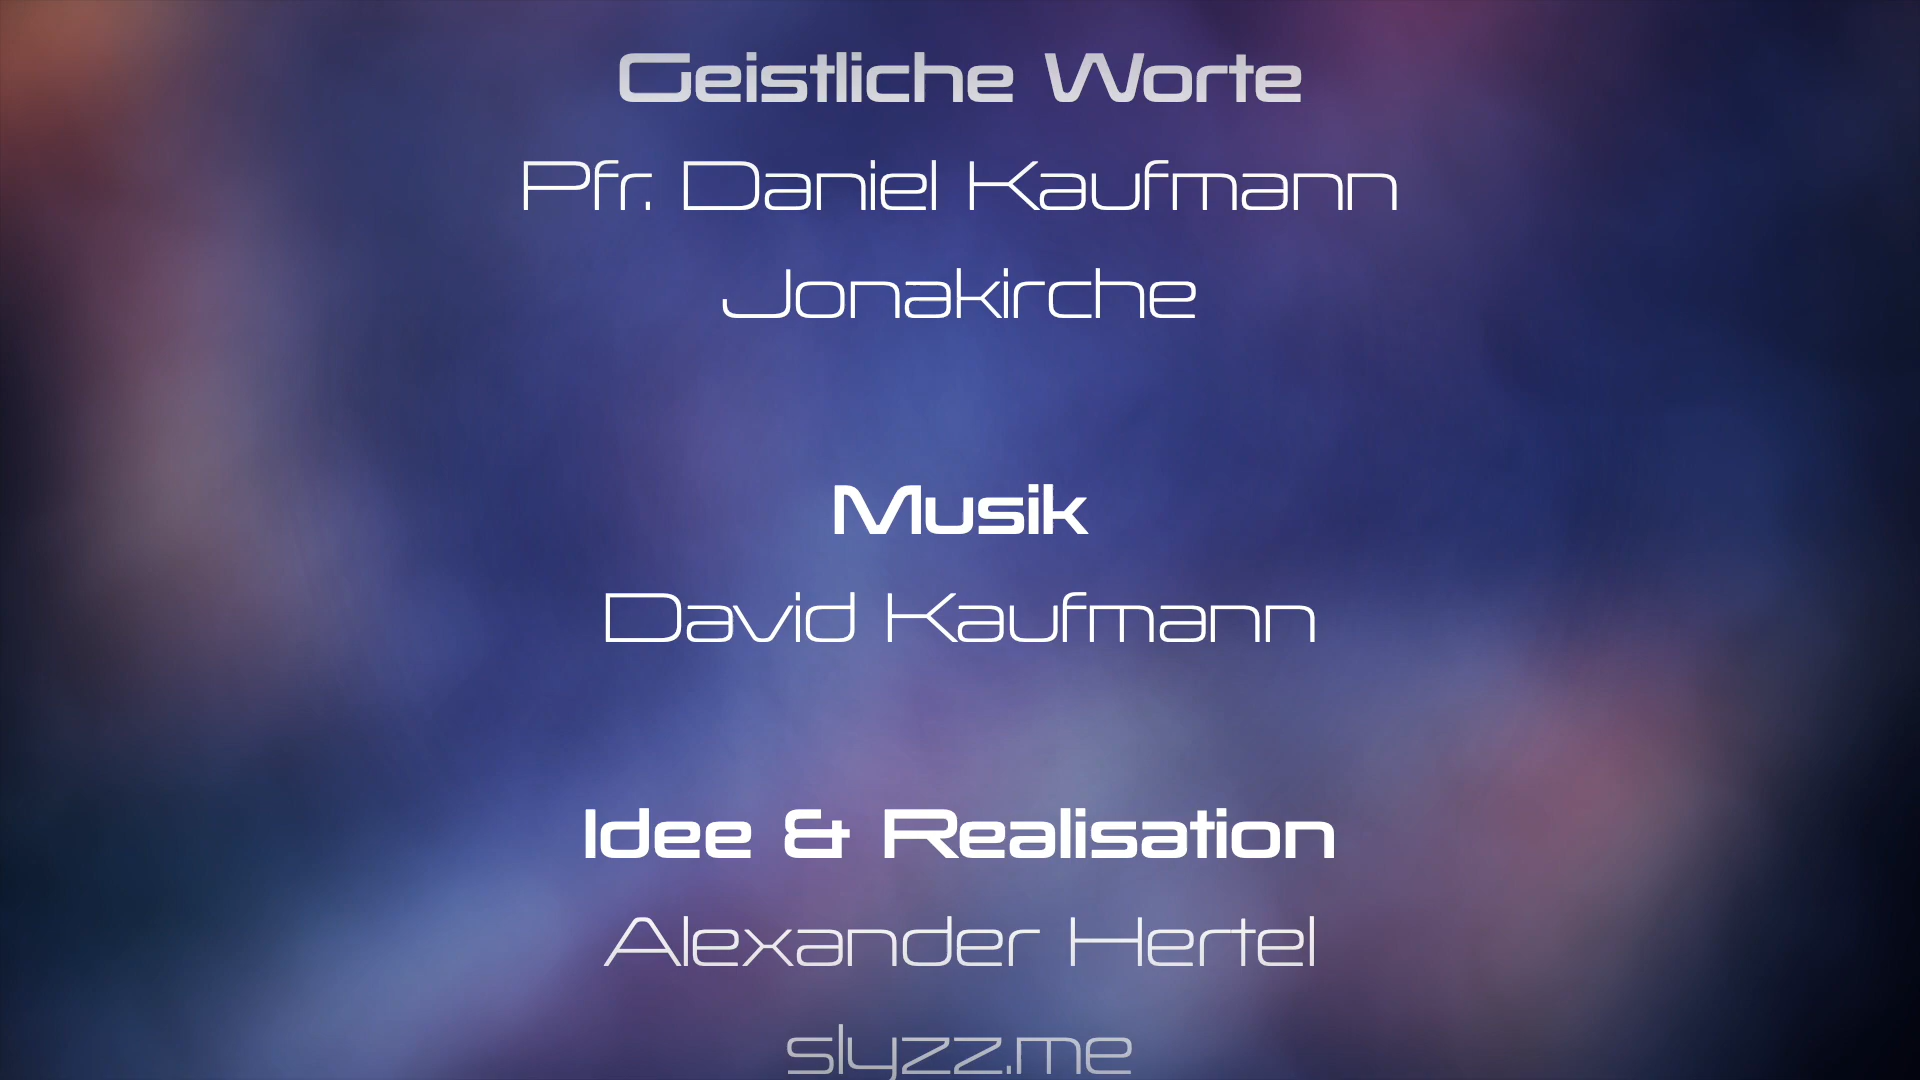 Geistliche Worte
Pfr. Daniel Kaufmann
Jonakirche
Musik
David Kaufmann
Idee & Realisation
Alexander Hertel
slyzz.me